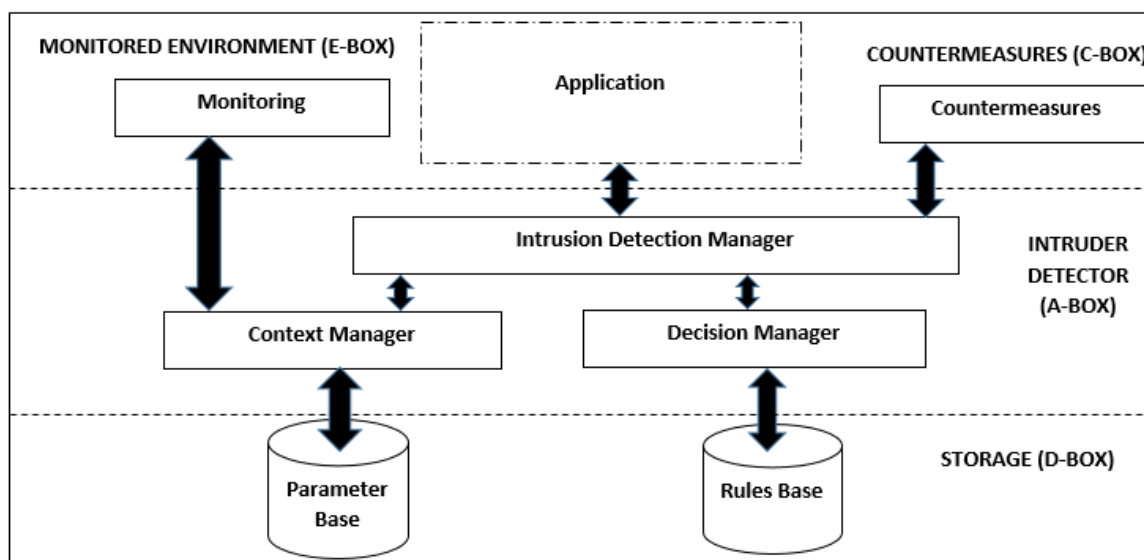 MONITORED ENVIRONMENT (E-BOX)
Application
COUNTERMEASURES (C-BOX)
Monitoring
Countermeasures
Intrusion Detection Manager
INTRUDER
DETECTOR
(A-BOX)
Context Manager
Decision Manager
STORAGE (D-BOX)
Parameter
Base
Rules Base